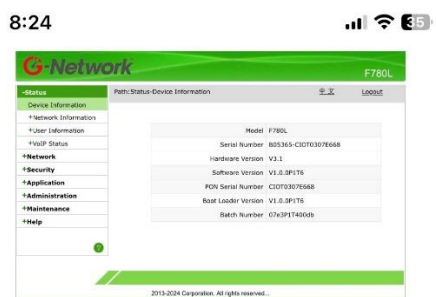 8:24
35
G-Network
F780L
-Status
Path:Status-Device Information 中文 Logout
Device Information
+Network Information
+User Information
+VoIP Status
+Network
+Security
+Application
+Administration
+Maintenance
+Help
Model F780L
Serial Number B05365-CIOT0307E668
Hardware Version V3.1
Software Version V1.0.0P1T6
PON Serial Number CIOT0307E668
Boot Loader Version V1.0.0P1T6
Batch Number 07e3P1T400db
?
2013-2024 Corporation. All rights reserved...